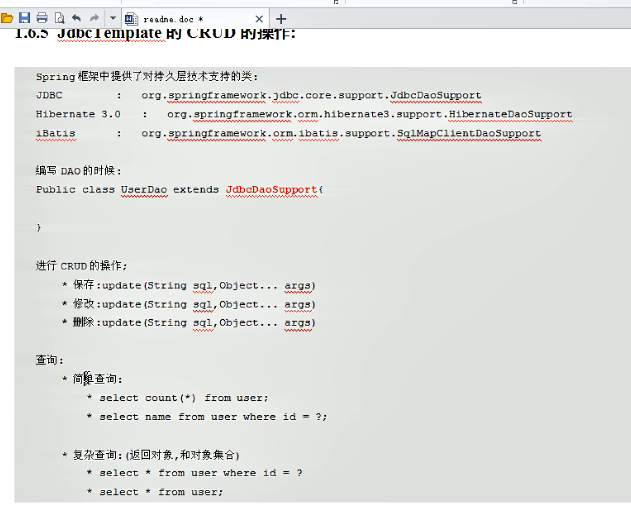 readne.doc *
1.6.5 JdbcTemplate 的 CRUD 的操作:
Spring 框架中提供了对持久层技术支持的类:
JDBC : org.springframework.jdbc.core.support.JdbcDaoSupport
Hibernate 3.0 : org.springframework.orm.hibernate3.support.HibernateDaoSupport
iBatis : org.springframework.orm.ibatis.support.SqlMapClientDaoSupport
编写 DAO 的时候:
Public class UserDao extends JdbcDaoSupport{
}
进行 CRUD 的操作;
* 保存:update(String sql,Object... args)
* 修改:update(String sql,Object... args)
* 删除:update(String sql,Object... args)
查询:
* 简单查询:
* select count(*) from user;
* select name from user where id = ?;
* 复杂查询:(返回对象,和对象集合)
* select * from user where id = ?
* select * from user;